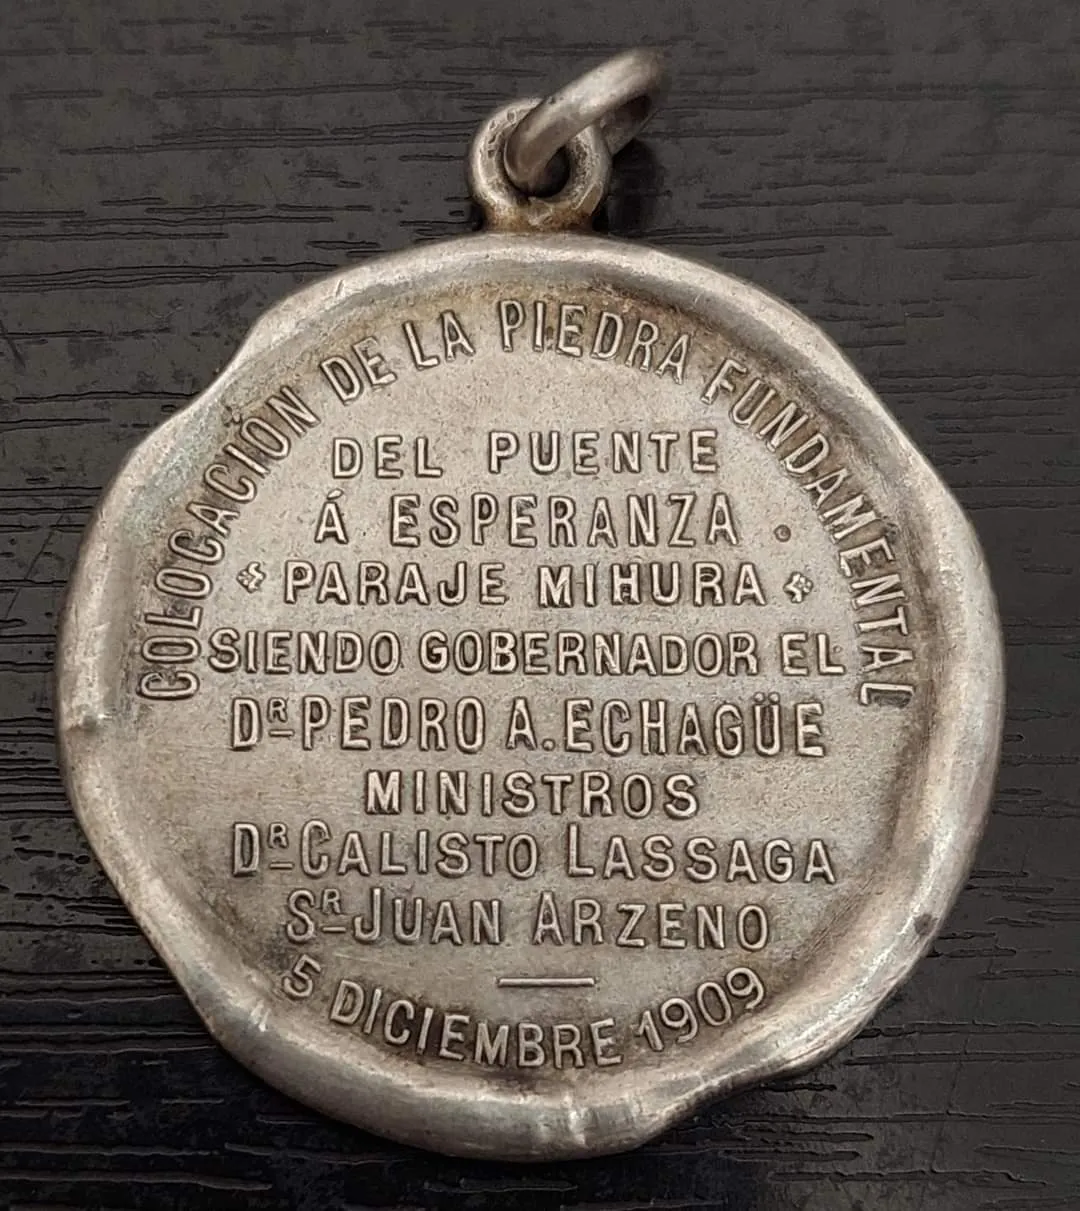 COLOCACIÓN DE LA PIEDRA FUNDAMENTAL
DEL PUENTE
Á ESPERANZA
PARAJE MIHURA
SIENDO GOBERNADOR EL
DR PEDRO A. ECHAGÜE
MINISTROS
DR CALISTO LASSAGA
SR JUAN ARZENO
5 DICIEMBRE 1909